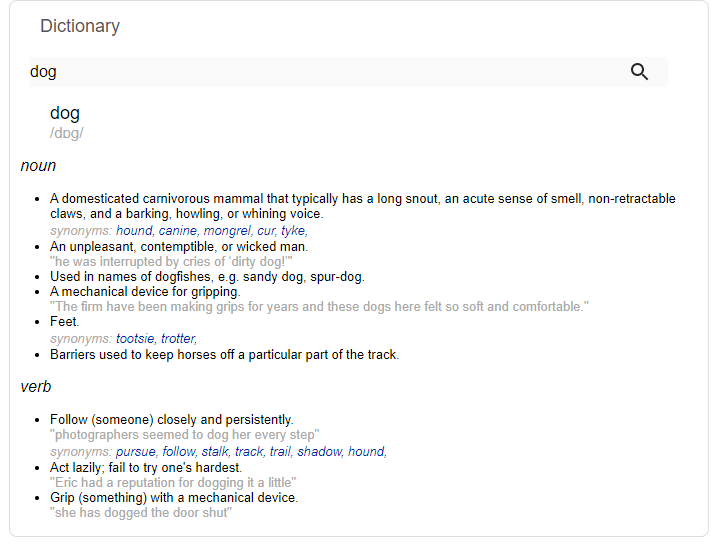 Dictionary
dog
dog
/dɒɡ/
noun
A domesticated carnivorous mammal that typically has a long snout, an acute sense of smell, non-retractable
claws, and a barking, howling, or whining voice.
synonyms: hound, canine, mongrel, cur, tyke,
An unpleasant, contemptible, or wicked man.
"he was interrupted by cries of ‘dirty dog!’"
Used in names of dogfishes, e.g. sandy dog, spur-dog.
A mechanical device for gripping.
"The firm have been making grips for years and these dogs here felt so soft and comfortable."
Feet.
synonyms: tootsie, trotter,
Barriers used to keep horses off a particular part of the track.
verb
Follow (someone) closely and persistently.
"photographers seemed to dog her every step"
synonyms: pursue, follow, stalk, track, trail, shadow, hound,
Act lazily; fail to try one's hardest.
"Eric had a reputation for dogging it a little"
Grip (something) with a mechanical device.
"she has dogged the door shut"